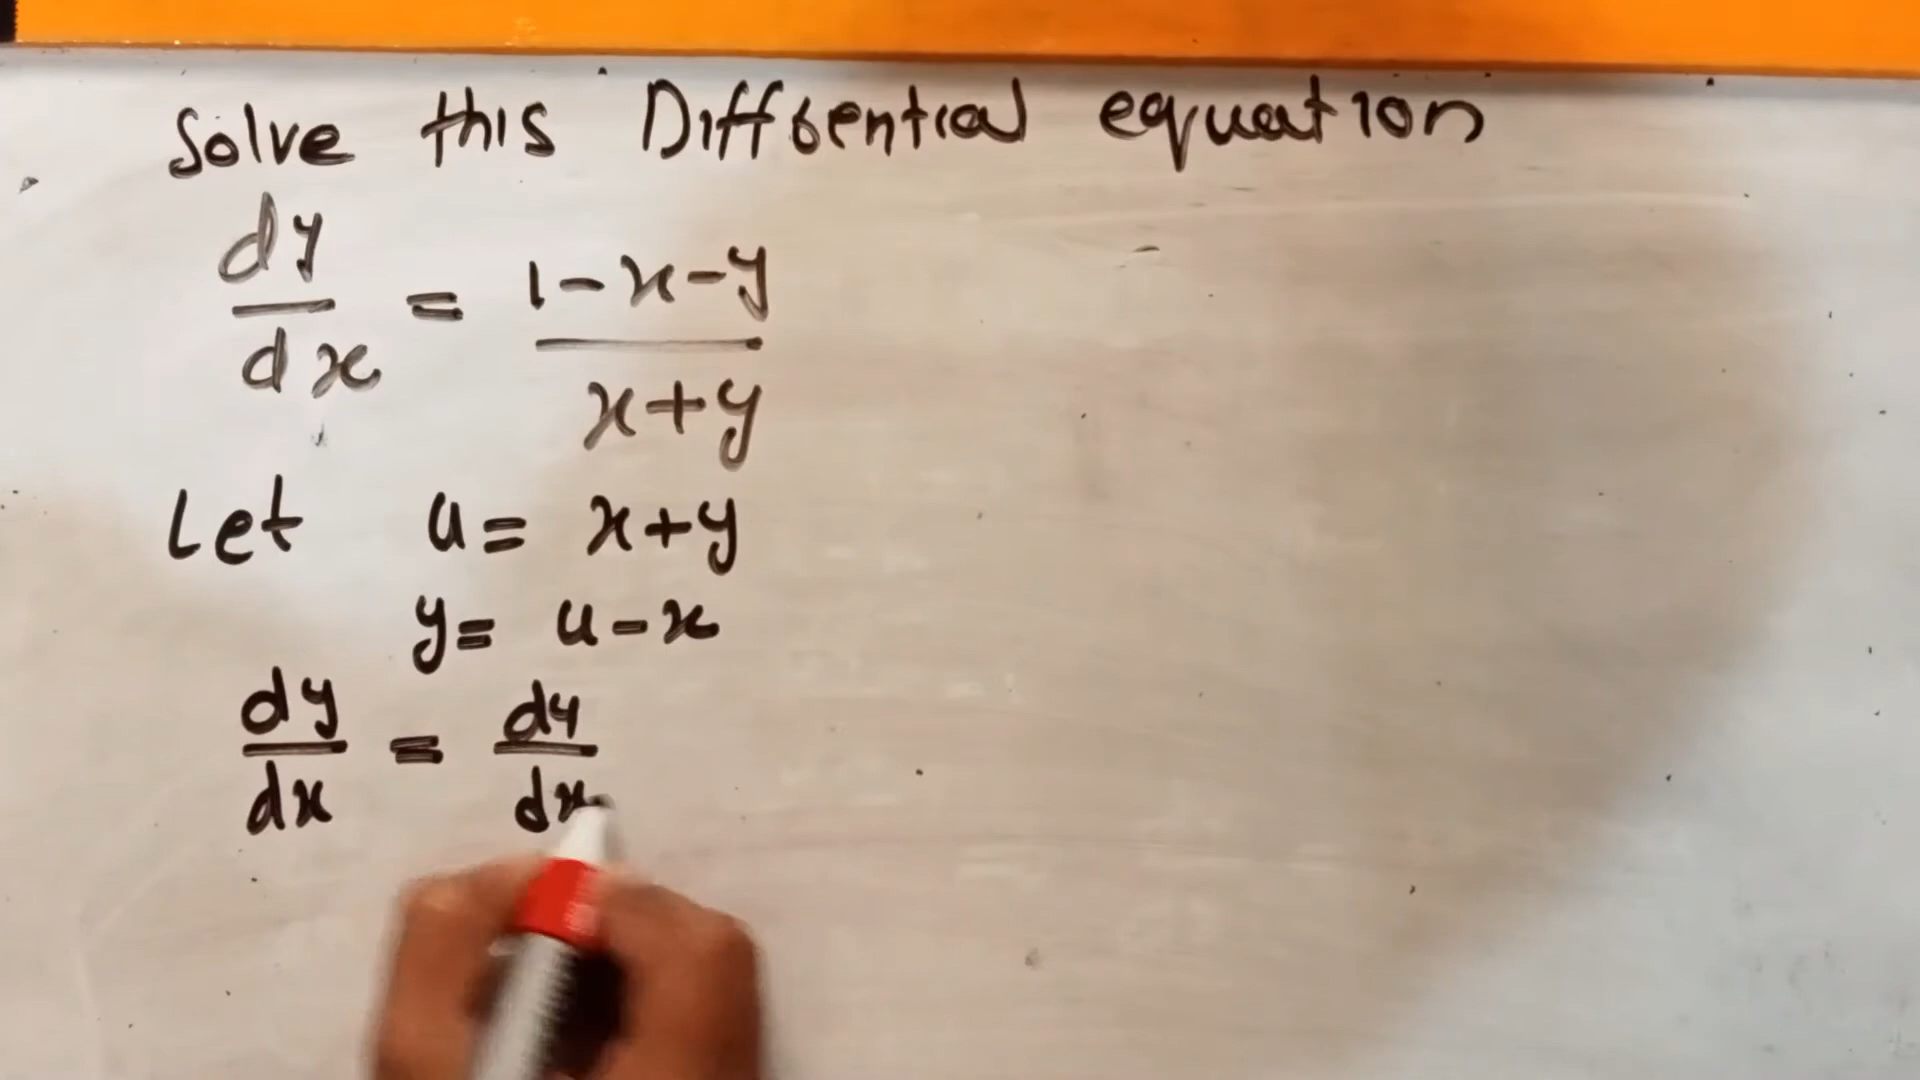 Solve this Diffrential equation
dy/dx = 1-x-y/x+y
Let u= x+y
y= u-x
dy/dx = du/dx